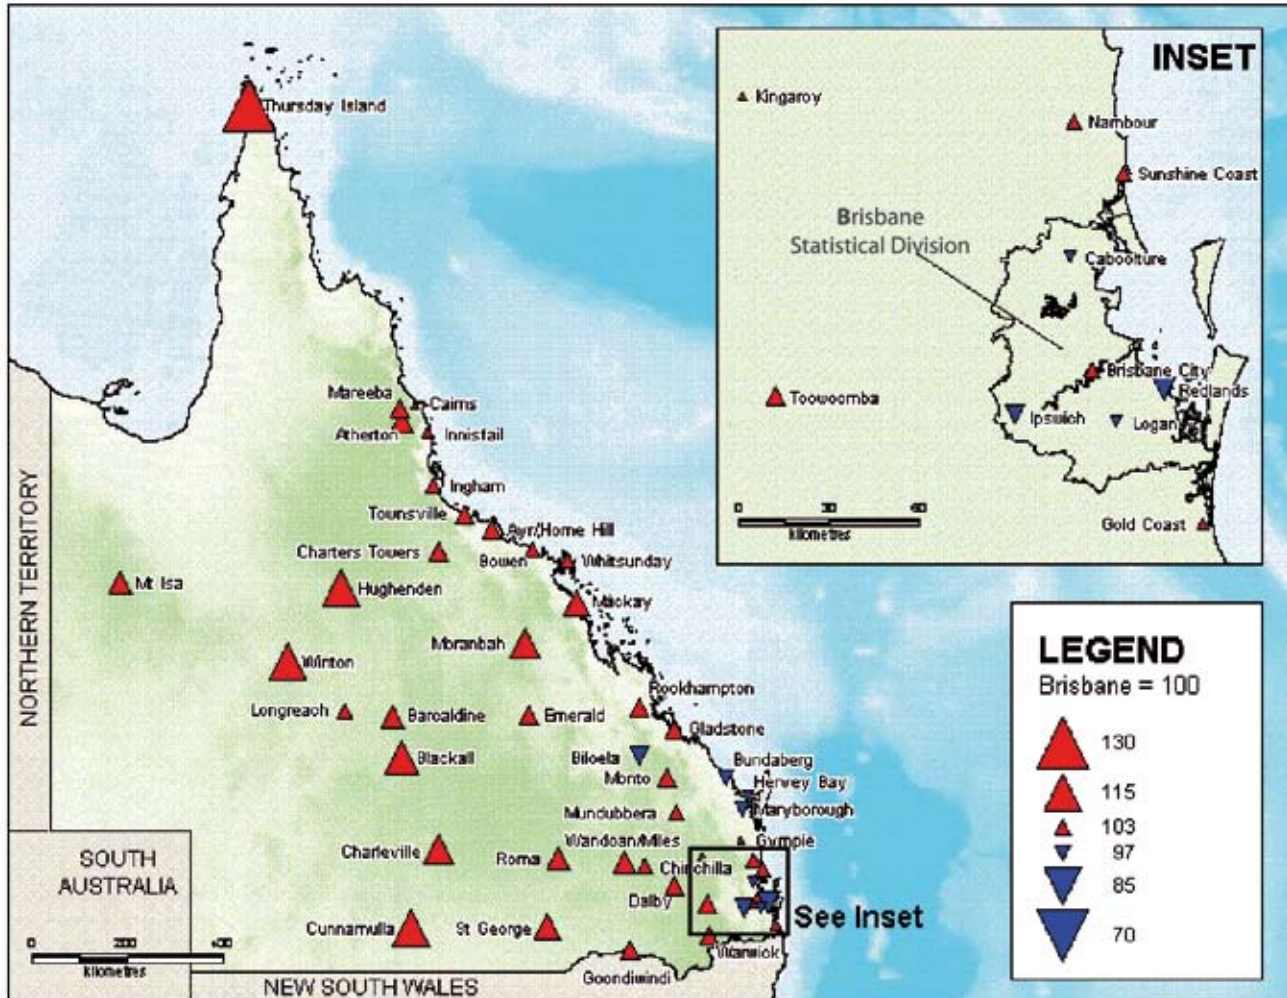 Thursday Island
INSET
Kingaroy
Nambour
Sunshine Coast
Brisbane
Statistical Division
Caboolture
Brisbane City
Redlands
Toowoomba
Ipswich
Logan
Gold Coast
0 30 60
kilometres
Mareeba
Cairns
Atherton
Innisfail
Ingham
Townsville
Ayr/Home Hill
Charters Towers
Bowen
Whitsunday
Mt Isa
Hughenden
Mackay
Moranbah
Winton
Rockhampton
Longreach
Barcaldine
Emerald
Gladstone
Blackall
Biloela
Bundaberg
Monto
Hervey Bay
Maryborough
Mundubbera
Wandoan/Miles
Gympie
Charleville
Roma
Chinchilla
Dalby
See Inset
Cunnamulla
St George
Warwick
Goondiwindi
NORTHERN TERRITORY
SOUTH
AUSTRALIA
NEW SOUTH WALES
0 200 400
kilometres
LEGEND
Brisbane = 100
130
115
103
97
85
70